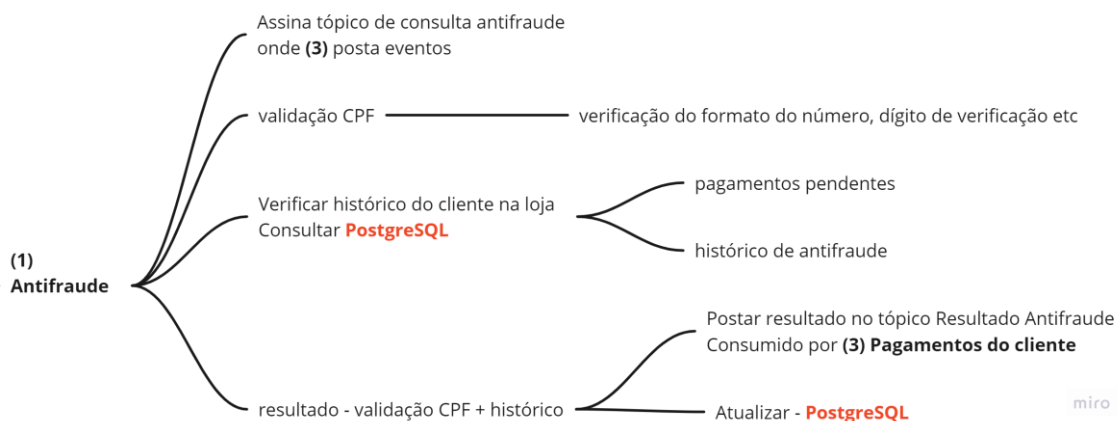 Assina tópico de consulta antifraude
onde (3) posta eventos
validação CPF
verificação do formato do número, dígito de verificação etc
Verificar histórico do cliente na loja
Consultar PostgreSQL
pagamentos pendentes
histórico de antifraude
(1)
Antifraude
resultado - validação CPF + histórico
Postar resultado no tópico Resultado Antifraude
Consumido por (3) Pagamentos do cliente
Atualizar - PostgreSQL
miro